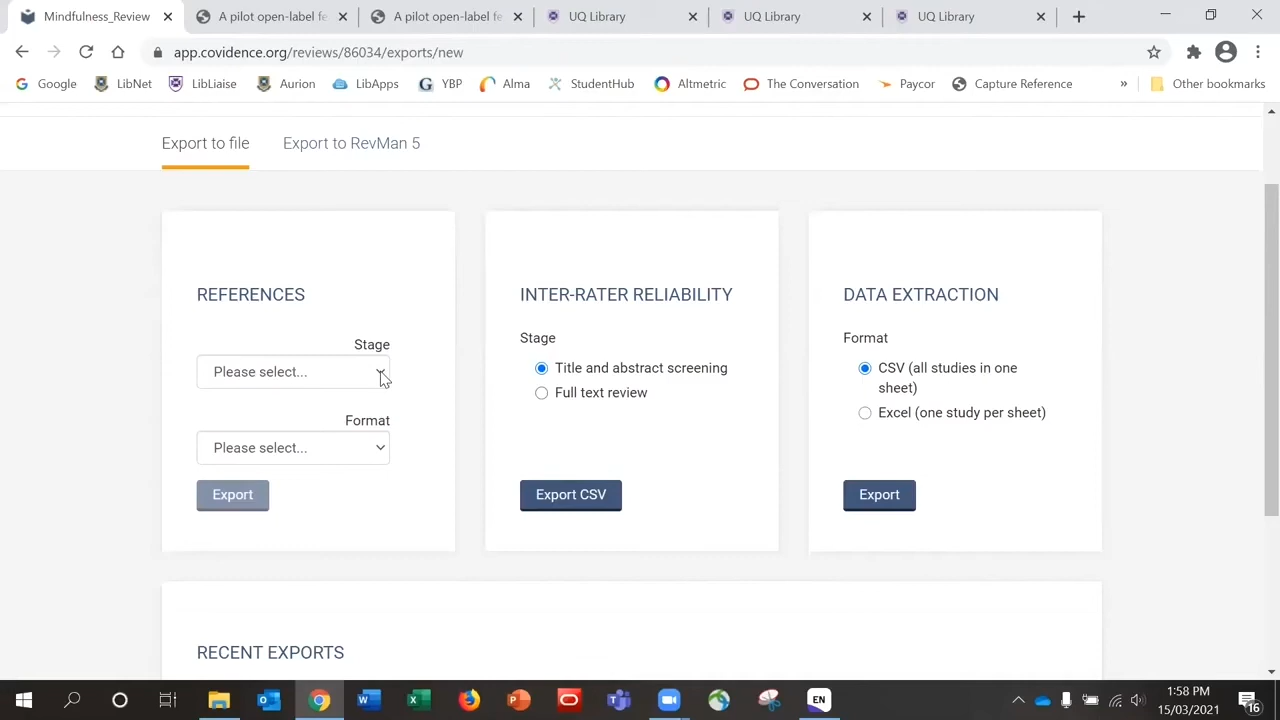 Mindfulness_Review
A pilot open-label fe
A pilot open-label fe
UQ Library
UQ Library
UQ Library
app.covidence.org/reviews/86034/exports/new
Google
LibNet
LibLiaise
Aurion
LibApps
YBP
Alma
StudentHub
Altmetric
The Conversation
Paycor
Capture Reference
»
Other bookmarks
Export to file
Export to RevMan 5
REFERENCES
Stage
Please select...
Format
Please select...
Export
INTER-RATER RELIABILITY
Stage
Title and abstract screening
Full text review
Export CSV
DATA EXTRACTION
Format
CSV (all studies in one
sheet)
Excel (one study per sheet)
Export
RECENT EXPORTS
EN
1:58 PM
15/03/2021
16